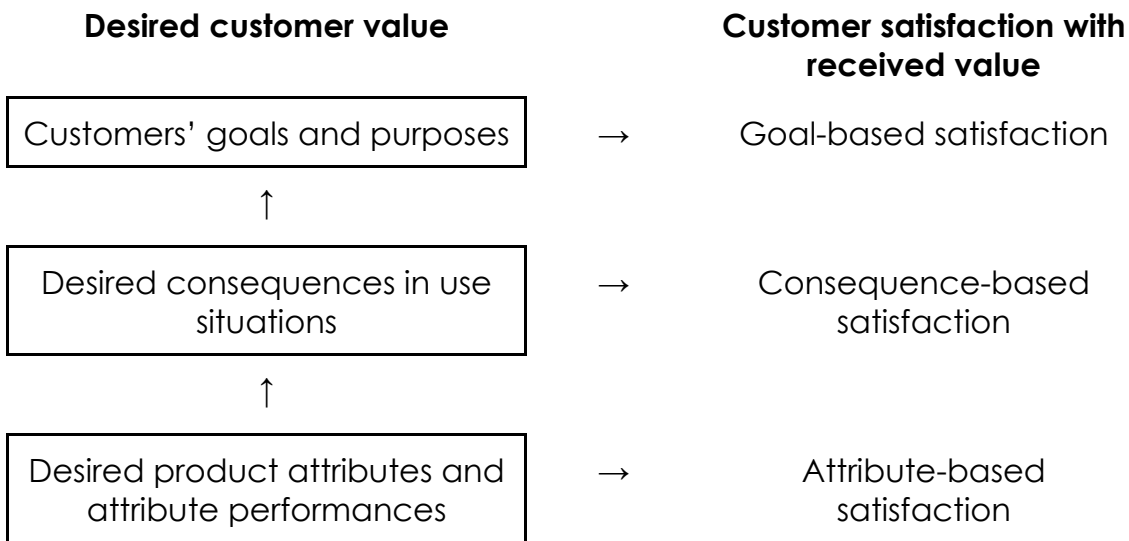 Desired customer value
Customer satisfaction with
received value
Customers’ goals and purposes
→
Goal-based satisfaction
↑
Desired consequences in use
situations
→
Consequence-based
satisfaction
↑
Desired product attributes and
attribute performances
→
Attribute-based
satisfaction